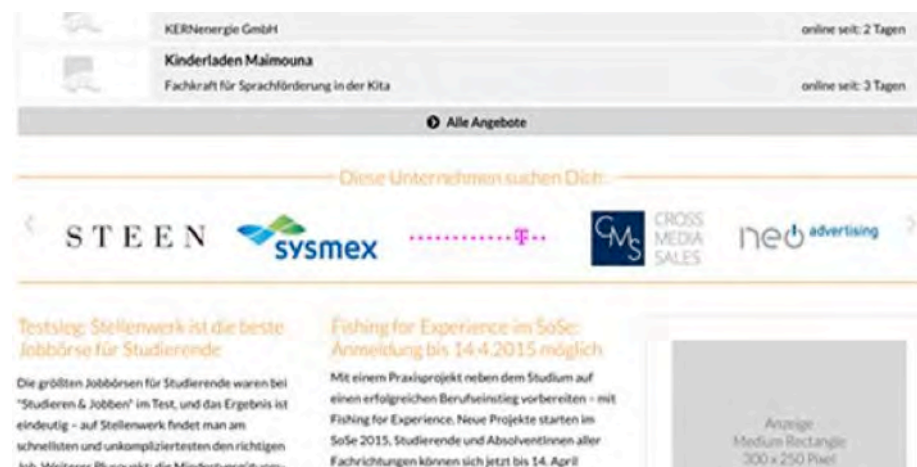 KERNenergie GmbH
online seit: 2 Tagen
Kinderladen Maimouna
Fachkraft für Sprachförderung in der Kita
online seit: 3 Tagen
Alle Angebote
Diese Unternehmen suchen Dich:
STEEN
sysmex
T
CMS
CROSS
MEDIA
SALES
neo advertising
Testsieg: Stellenwerk ist die beste
Jobbörse für Studierende
Die größten Jobbörsen für Studierende waren bei
"Studieren & Jobben" im Test, und das Ergebnis ist
eindeutig – auf Stellenwerk findet man am
schnellsten und unkompliziertesten den richtigen
Job. Weiterer Pluspunkt: die
Fishing for Experience im SoSe:
Anmeldung bis 14.4.2015 möglich
Mit einem Praxisprojekt neben dem Studium auf
einen erfolgreichen Berufseinstieg vorbereiten – mit
Fishing for Experience. Neue Projekte starten im
SoSe 2015, Studierende und AbsolventInnen aller
Fachrichtungen können sich jetzt bis 14. April
Anzeige
Medium Rectangle
300 x 250 Pixel